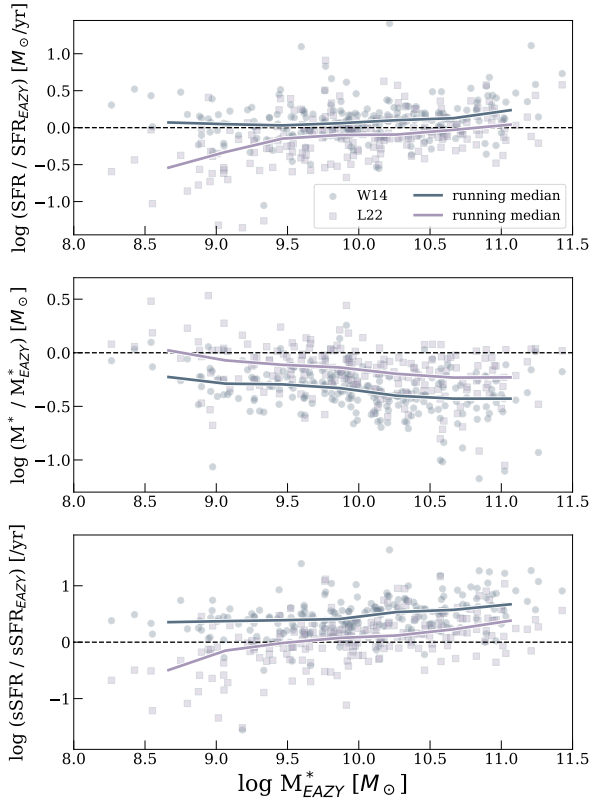 log (SFR / SFR_EAZY) [M⊙/yr]
1.0
0.5
0.0
−0.5
−1.0
W14 running median
L22 running median
8.0 8.5 9.0 9.5 10.0 10.5 11.0 11.5
log (M* / M*_EAZY) [M⊙]
0.5
0.0
−0.5
−1.0
8.0 8.5 9.0 9.5 10.0 10.5 11.0 11.5
log (sSFR / sSFR_EAZY) [/yr]
1
0
−1
8.0 8.5 9.0 9.5 10.0 10.5 11.0 11.5
log M*_EAZY [M⊙]